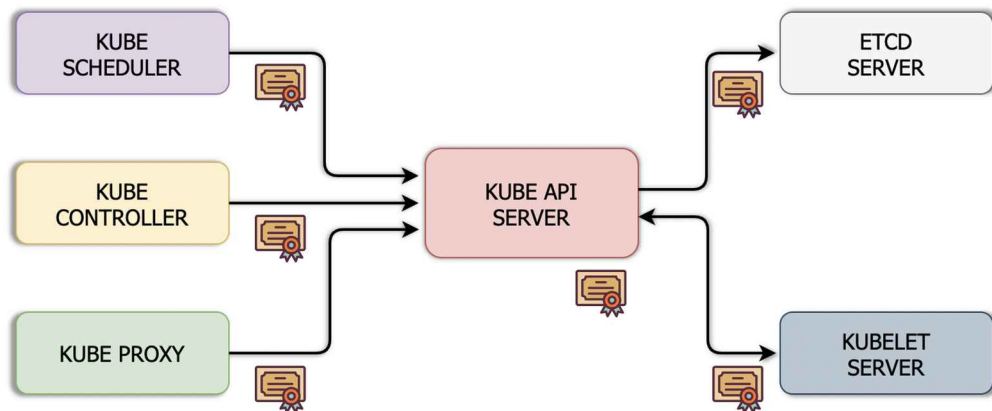 KUBE
SCHEDULER
KUBE
CONTROLLER
KUBE PROXY
KUBE API
SERVER
ETCD
SERVER
KUBELET
SERVER